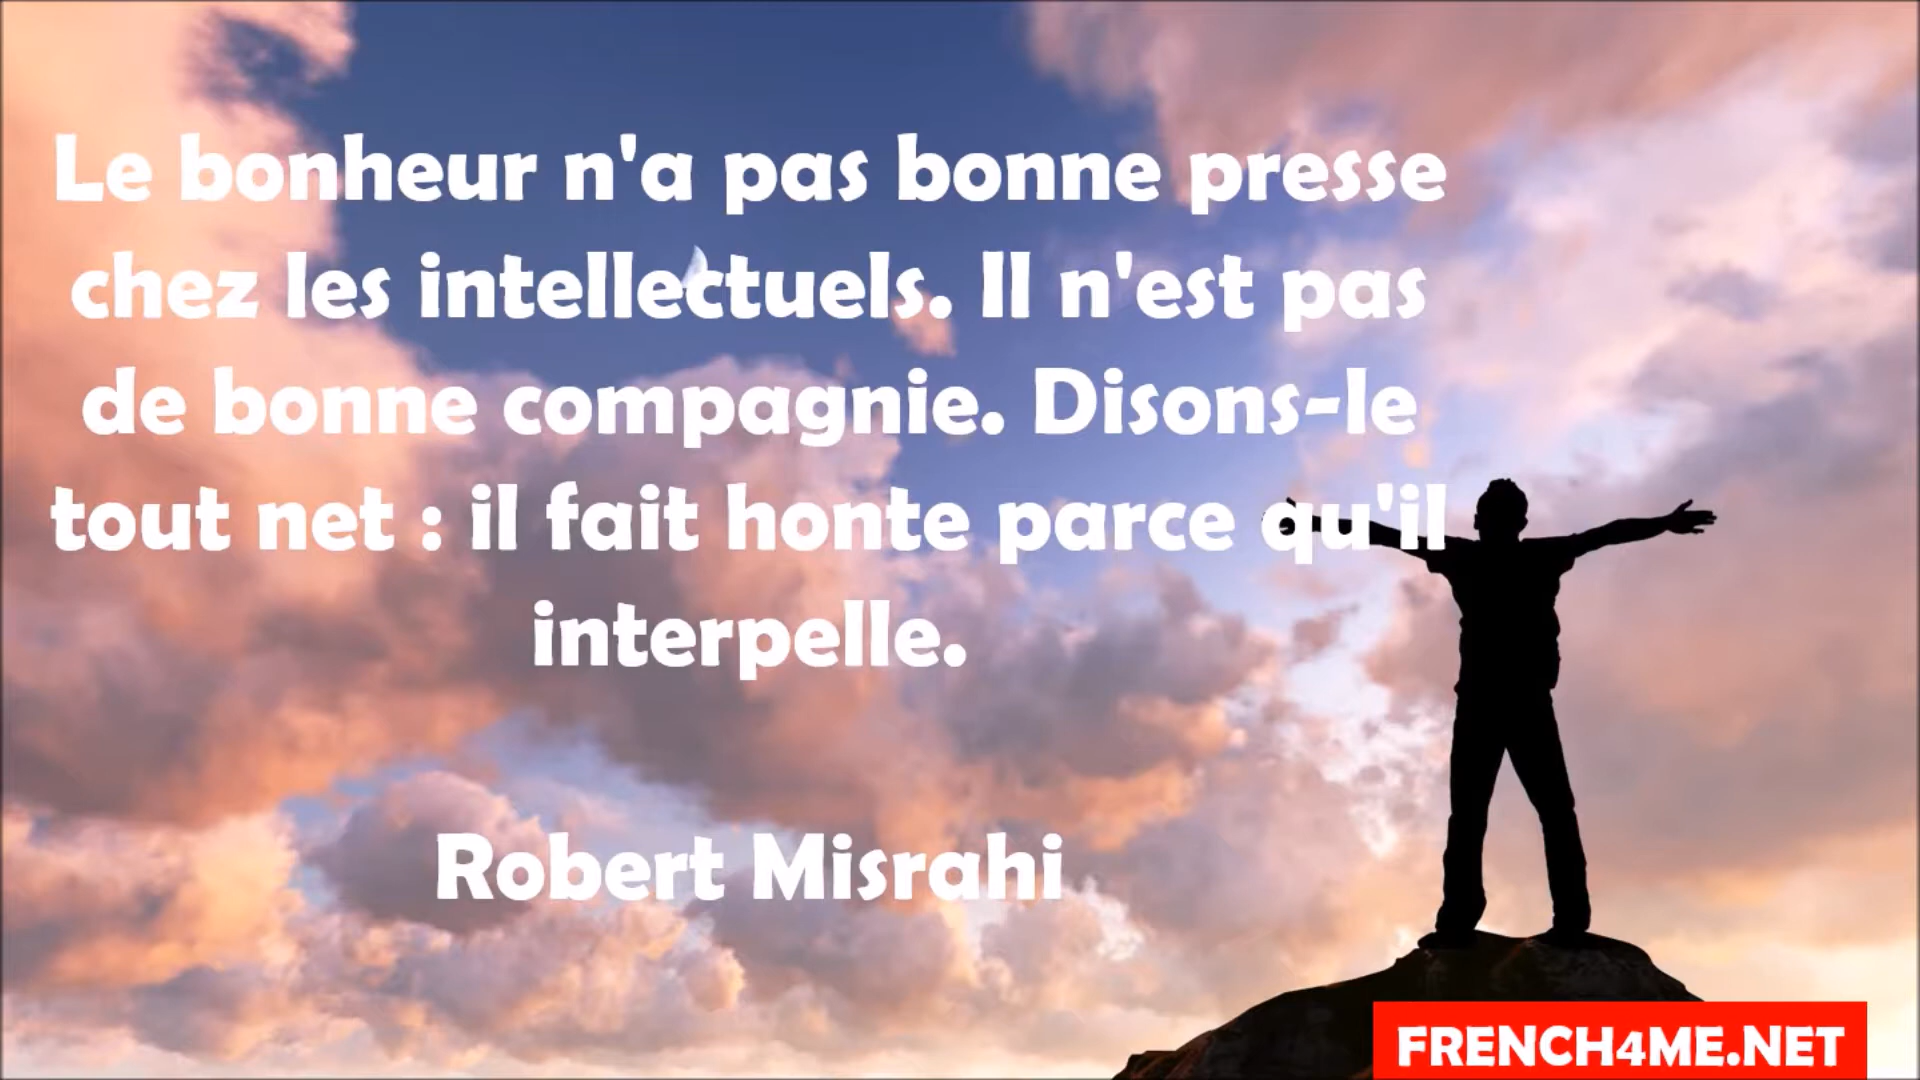 Le bonheur n'a pas bonne presse
chez les intellectuels. Il n'est pas
de bonne compagnie. Disons-le
tout net : il fait honte parce qu'il
interpelle.
Robert Misrahi
FRENCH4ME.NET